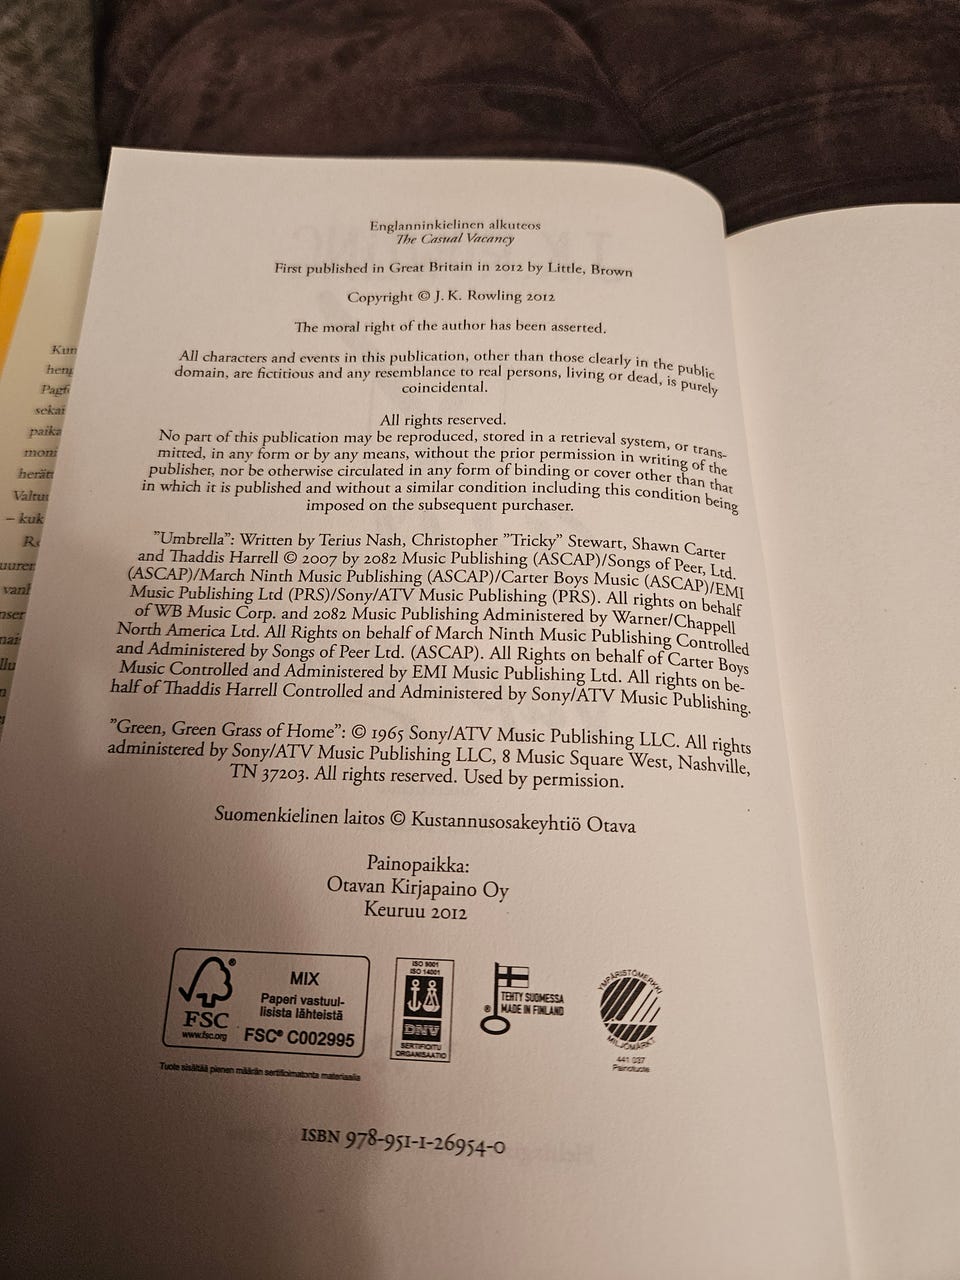 Englanninkielinen alkuteos
The Casual Vacancy
First published in Great Britain in 2012 by Little, Brown
Copyright © J. K. Rowling 2012
The moral right of the author has been asserted.
All characters and events in this publication, other than those clearly in the public
domain, are fictitious and any resemblance to real persons, living or dead, is purely
coincidental.
All rights reserved.
No part of this publication may be reproduced, stored in a retrieval system, or trans-
mitted, in any form or by any means, without the prior permission in writing of the
publisher, nor be otherwise circulated in any form of binding or cover other than that
in which it is published and without a similar condition including this condition being
imposed on the subsequent purchaser.
"Umbrella": Written by Terius Nash, Christopher "Tricky" Stewart, Shawn Carter
and Thaddis Harrell © 2007 by 2082 Music Publishing (ASCAP)/Songs of Peer, Ltd.
(ASCAP)/March Ninth Music Publishing (ASCAP)/Carter Boys Music (ASCAP)/EMI
Music Publishing Ltd (PRS)/Sony/ATV Music Publishing (PRS). All rights on behalf
of WB Music Corp. and 2082 Music Publishing Administered by Warner/Chappell
North America Ltd. All Rights on behalf of March Ninth Music Publishing Controlled
and Administered by Songs of Peer Ltd. (ASCAP). All Rights on behalf of Carter Boys
Music Controlled and Administered by EMI Music Publishing Ltd. All rights on be-
half of Thaddis Harrell Controlled and Administered by Sony/ATV Music Publishing.
"Green, Green Grass of Home": © 1965 Sony/ATV Music Publishing LLC. All rights
administered by Sony/ATV Music Publishing LLC, 8 Music Square West, Nashville,
TN 37203. All rights reserved. Used by permission.
Suomenkielinen laitos © Kustannusosakeyhtiö Otava
Painopaikka:
Otavan Kirjapaino Oy
Keuruu 2012
FSC
www.fsc.org
MIX
Paperi vastuul-
lisista lähteistä
FSC® C002995
Tuote sisältää pienen määrän sertifioimatonta materiaalia
ISO 9001
ISO 14001
DNV
SERTIFIOITU
ORGANISAATIO
TEHTY SUOMESSA
MADE IN FINLAND
YMPÄRISTÖMERKKI
MILJÖMÄRKT
441 037
Painotuote
ISBN 978-951-1-26954-0